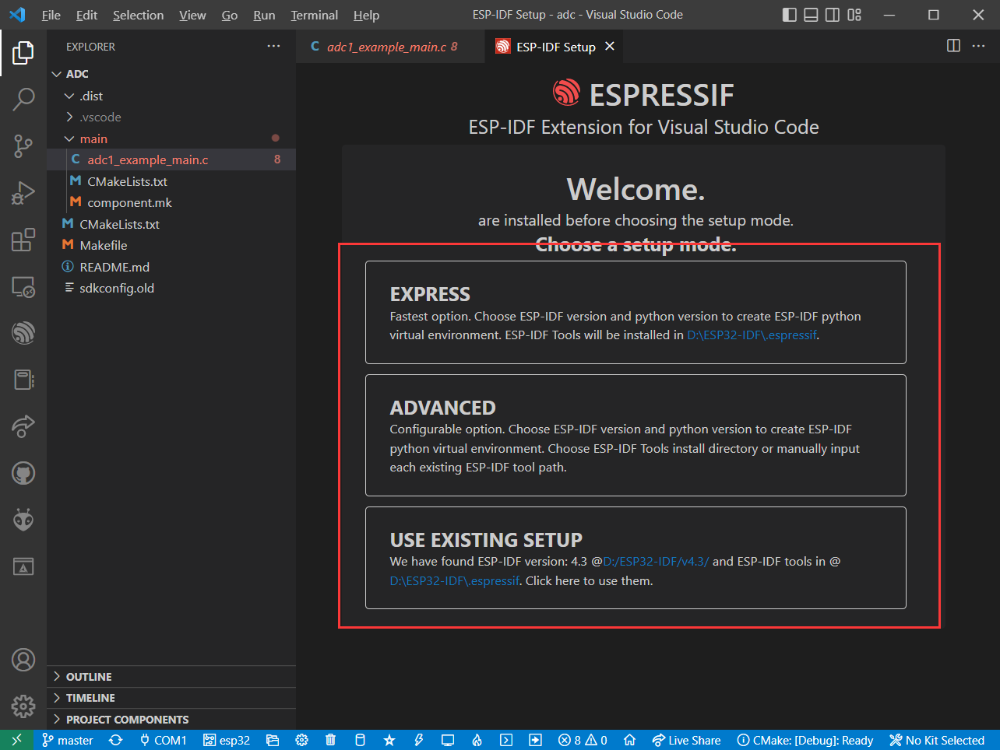 File Edit Selection View Go Run Terminal Help ESP-IDF Setup - adc - Visual Studio Code
EXPLORER
ADC
.dist
.vscode
main
adc1_example_main.c 8
CMakeLists.txt
component.mk
CMakeLists.txt
Makefile
README.md
sdkconfig.old
OUTLINE
TIMELINE
PROJECT COMPONENTS
adc1_example_main.c 8 ESP-IDF Setup
ESPRESSIF
ESP-IDF Extension for Visual Studio Code
Welcome.
are installed before choosing the setup mode.
Choose a setup mode.
EXPRESS
Fastest option. Choose ESP-IDF version and python version to create ESP-IDF python
virtual environment. ESP-IDF Tools will be installed in D:\ESP32-IDF\.espressif.
ADVANCED
Configurable option. Choose ESP-IDF version and python version to create ESP-IDF
python virtual environment. Choose ESP-IDF Tools install directory or manually input
each existing ESP-IDF tool path.
USE EXISTING SETUP
We have found ESP-IDF version: 4.3 @D:/ESP32-IDF/v4.3/ and ESP-IDF tools in @
D:\ESP32-IDF\.espressif. Click here to use them.
master COM1 esp32 8 0 Live Share CMake: [Debug]: Ready No Kit Selected